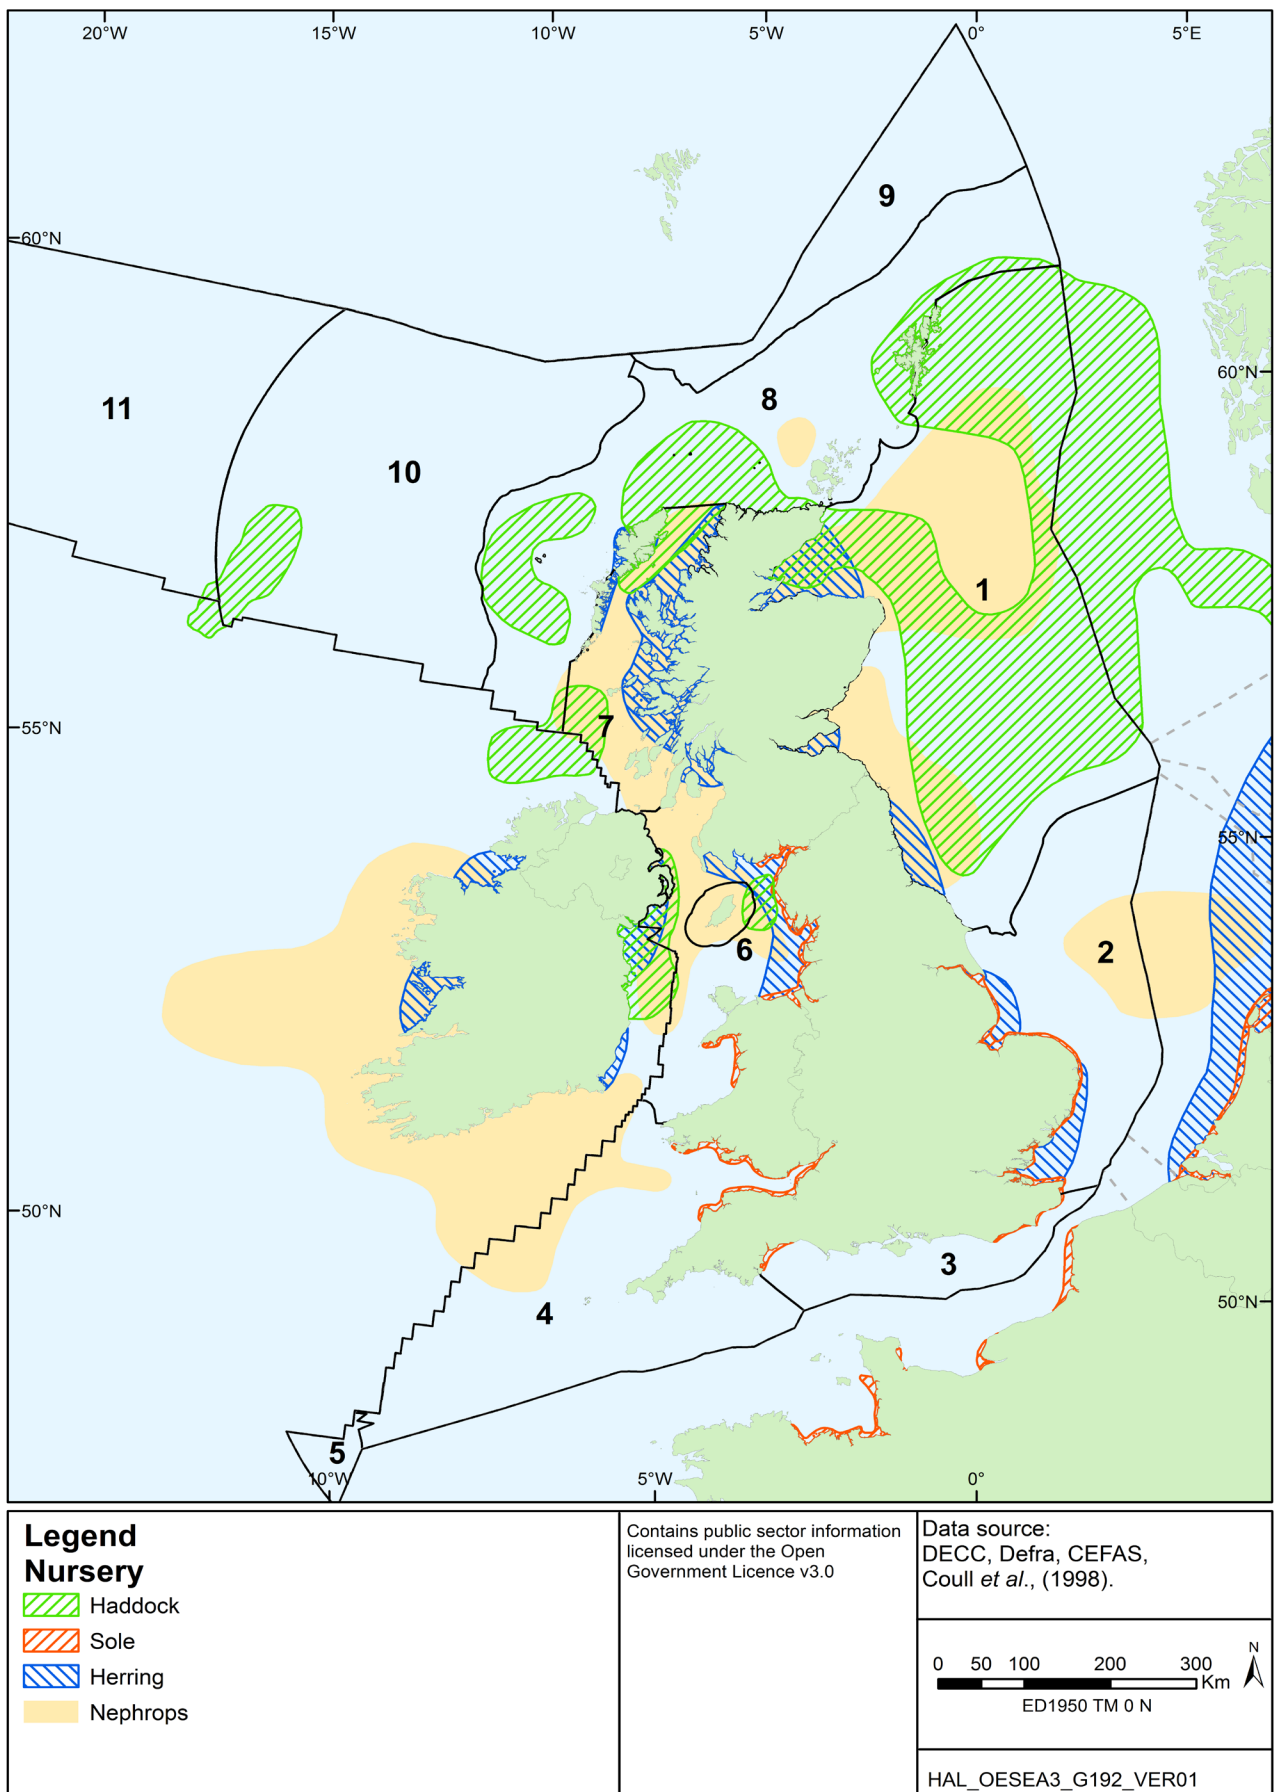 20°W 15°W 10°W 5°W 0° 5°E
9
60°N
60°N
8
11
10
1
7
55°N
55°N
2
6
50°N
3
50°N
4
5
10°W 5°W 0°
Legend
Nursery
Haddock
Sole
Herring
Nephrops
Contains public sector information
licensed under the Open
Government Licence v3.0
Data source:
DECC, Defra, CEFAS,
Coull et al., (1998).
N
0 50 100 200 300
Km
ED1950 TM 0 N
HAL_OESEA3_G192_VER01